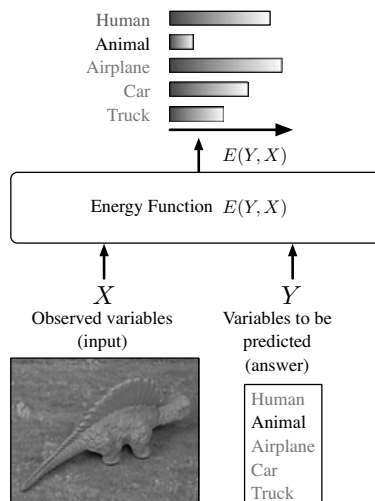 Human
Animal
Airplane
Car
Truck
E(Y, X)
Energy Function E(Y, X)
X
Observed variables
(input)
Y
Variables to be
predicted
(answer)
Human
Animal
Airplane
Car
Truck